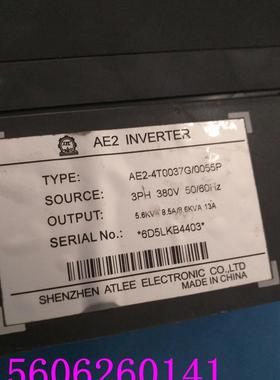 AE2 INVERTER
TYPE: AE2-4T0037G/0055P
SOURCE: 3PH 380V 50/60Hz
OUTPUT: 5.6KVA 8.5A/8.6KVA 13A
SERIAL No.: *6D5LKB4403*
SHENZHEN ATLEE ELECTRONIC CO.,LTD
MADE IN CHINA
5606260141